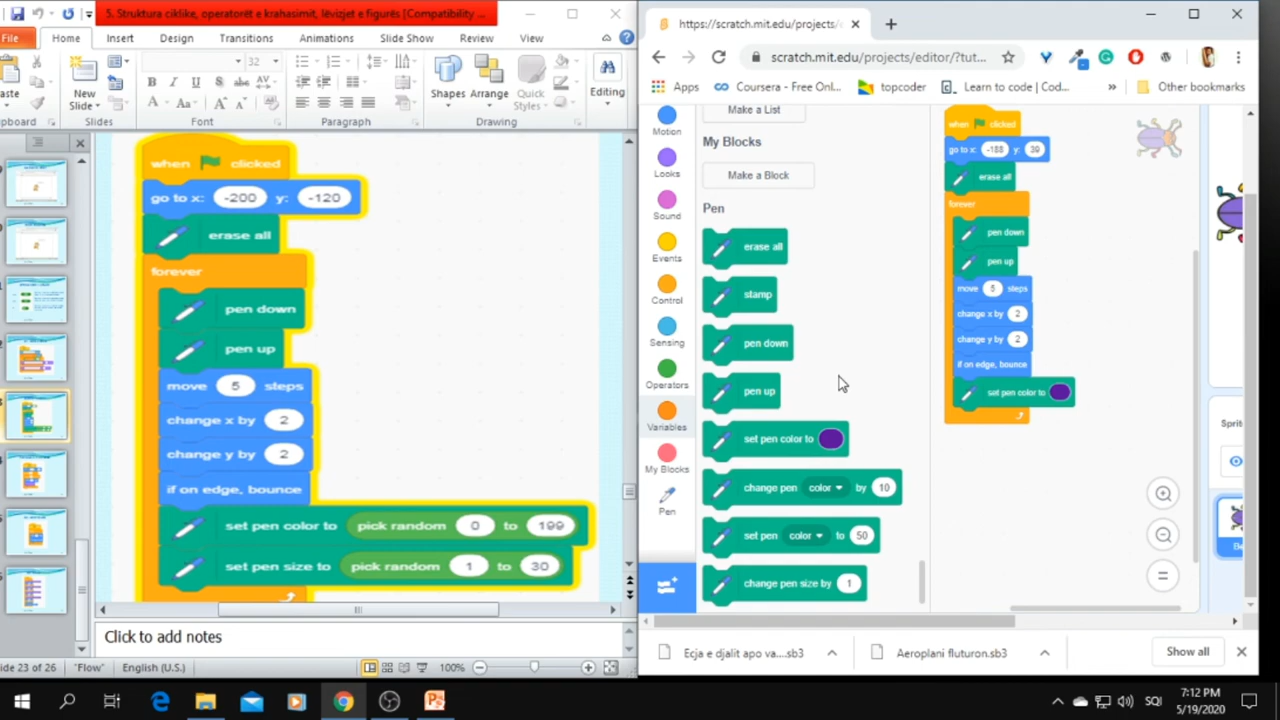 5. Struktura ciklike, operatorët e krahasimit, lëvizjet e figurës [Compatibility ...
File
Home
Insert
Design
Transitions
Animations
Slide Show
Review
View
32
New
Slide
Shapes
Arrange
Quick
Styles
Editing
Slides
Font
Paragraph
Drawing
when clicked
go to x: -200 y: -120
erase all
forever
pen down
pen up
move 5 steps
change x by 2
change y by 2
if on edge, bounce
set pen color to pick random 0 to 199
set pen size to pick random 1 to 30
Click to add notes
"Flow"
English (U.S.)
100%
https://scratch.mit.edu/projects/
scratch.mit.edu/projects/editor/?tut...
Apps
Coursera - Free Onl...
topcoder
Learn to code | Cod...
»
Other bookmarks
Motion
Looks
Sound
Events
Control
Sensing
Operators
Variables
My Blocks
Pen
Make a List
My Blocks
Make a Block
Pen
erase all
stamp
pen down
pen up
set pen color to
change pen color by 10
set pen color to 50
change pen size by 1
when clicked
go to x: -188 y: 39
erase all
forever
pen down
pen up
move 5 steps
change x by 2
change y by 2
if on edge, bounce
set pen color to
Ecja e djalit apo va....sb3
Aeroplani fluturon.sb3
Show all
SQI
7:12 PM
5/19/2020